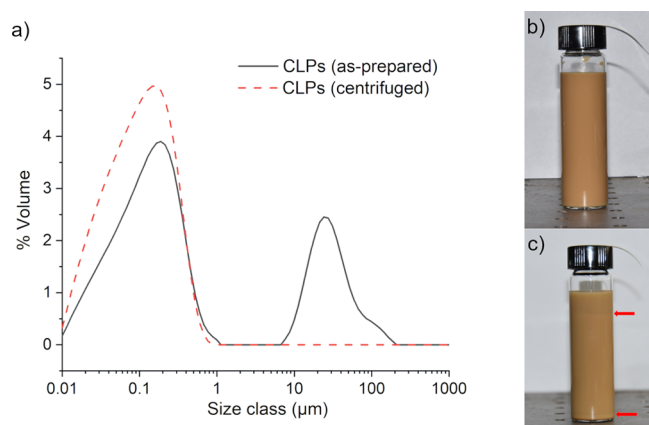 a)
CLPs (as-prepared)
CLPs (centrifuged)
% Volume
5
4
3
2
1
0
0.01
0.1
1
10
100
1000
Size class (µm)
b)
c)